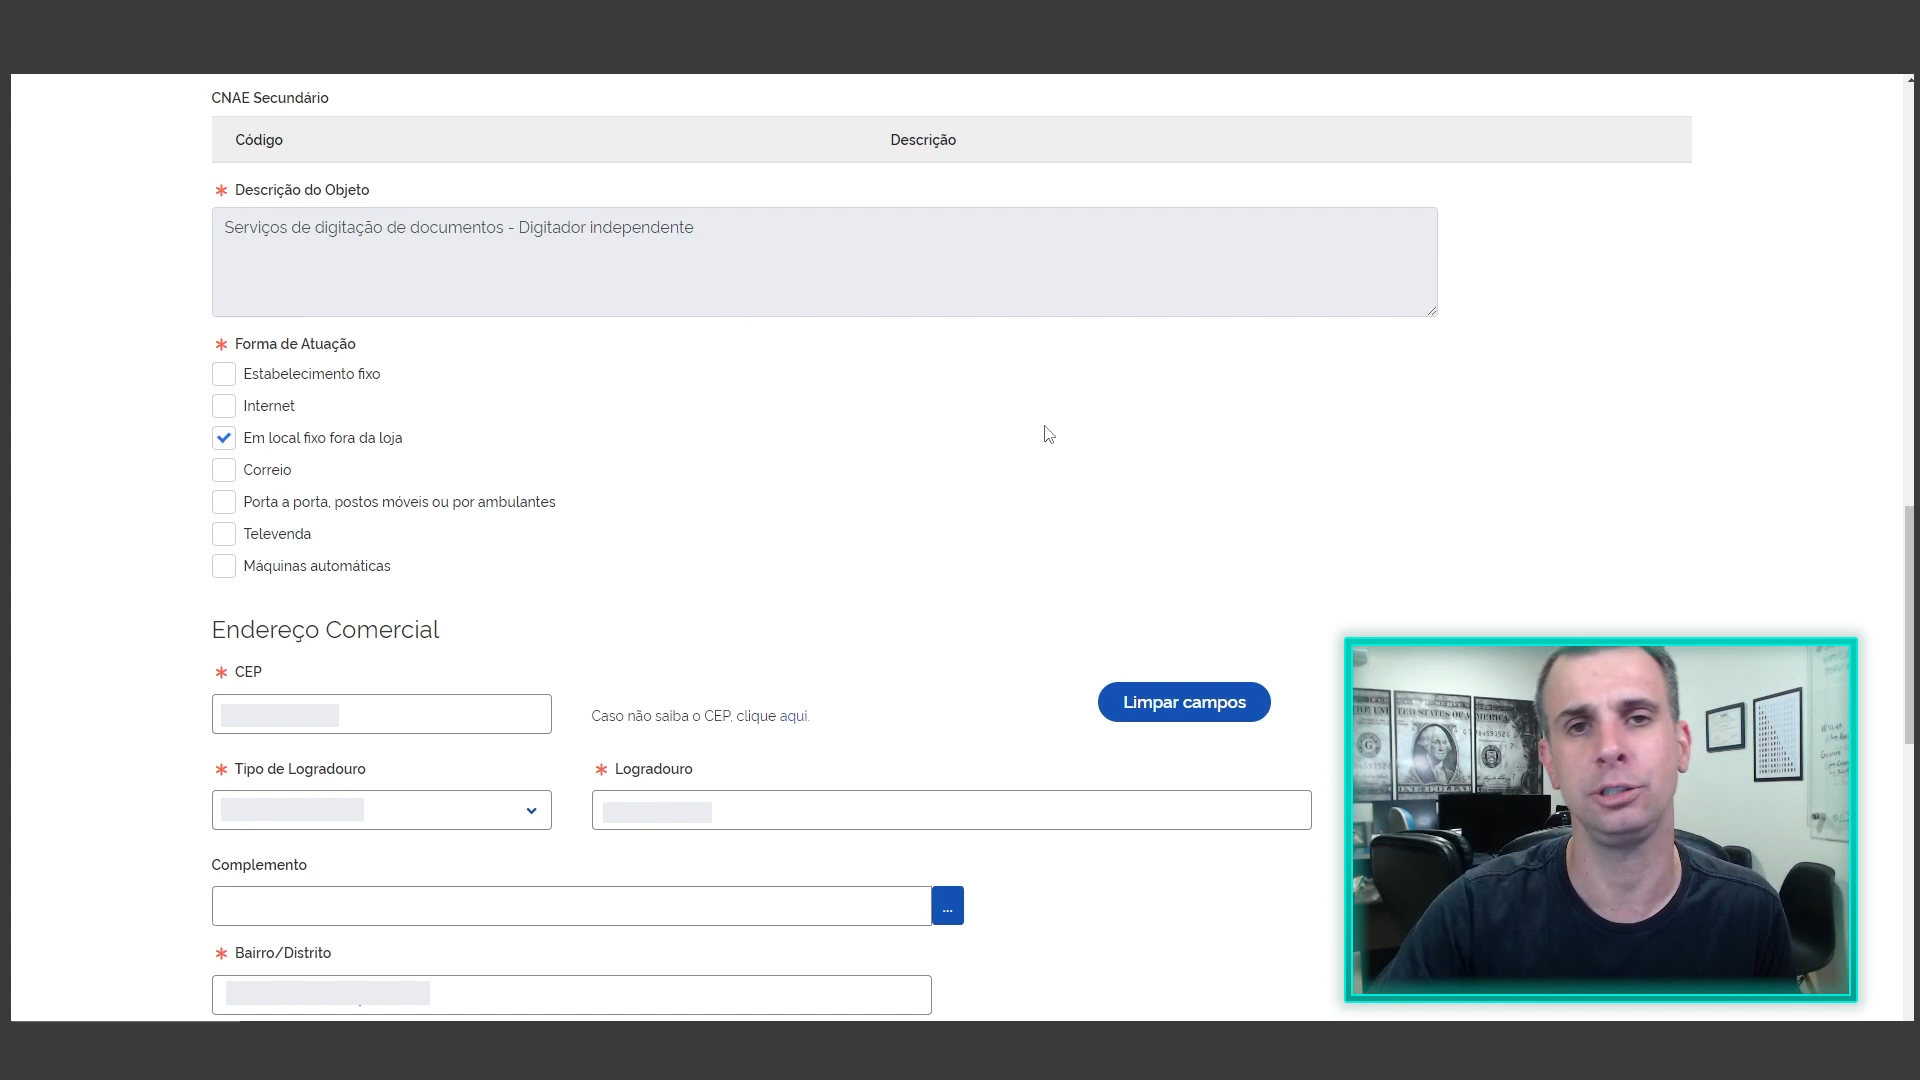 CNAE Secundário
Código Descrição
* Descrição do Objeto
Serviços de digitação de documentos - Digitador independente
* Forma de Atuação
Estabelecimento fixo
Internet
Em local fixo fora da loja
Correio
Porta a porta, postos móveis ou por ambulantes
Televenda
Máquinas automáticas
Endereço Comercial
* CEP
Caso não saiba o CEP, clique aqui.
Limpar campos
* Tipo de Logradouro
* Logradouro
Complemento
...
* Bairro/Distrito